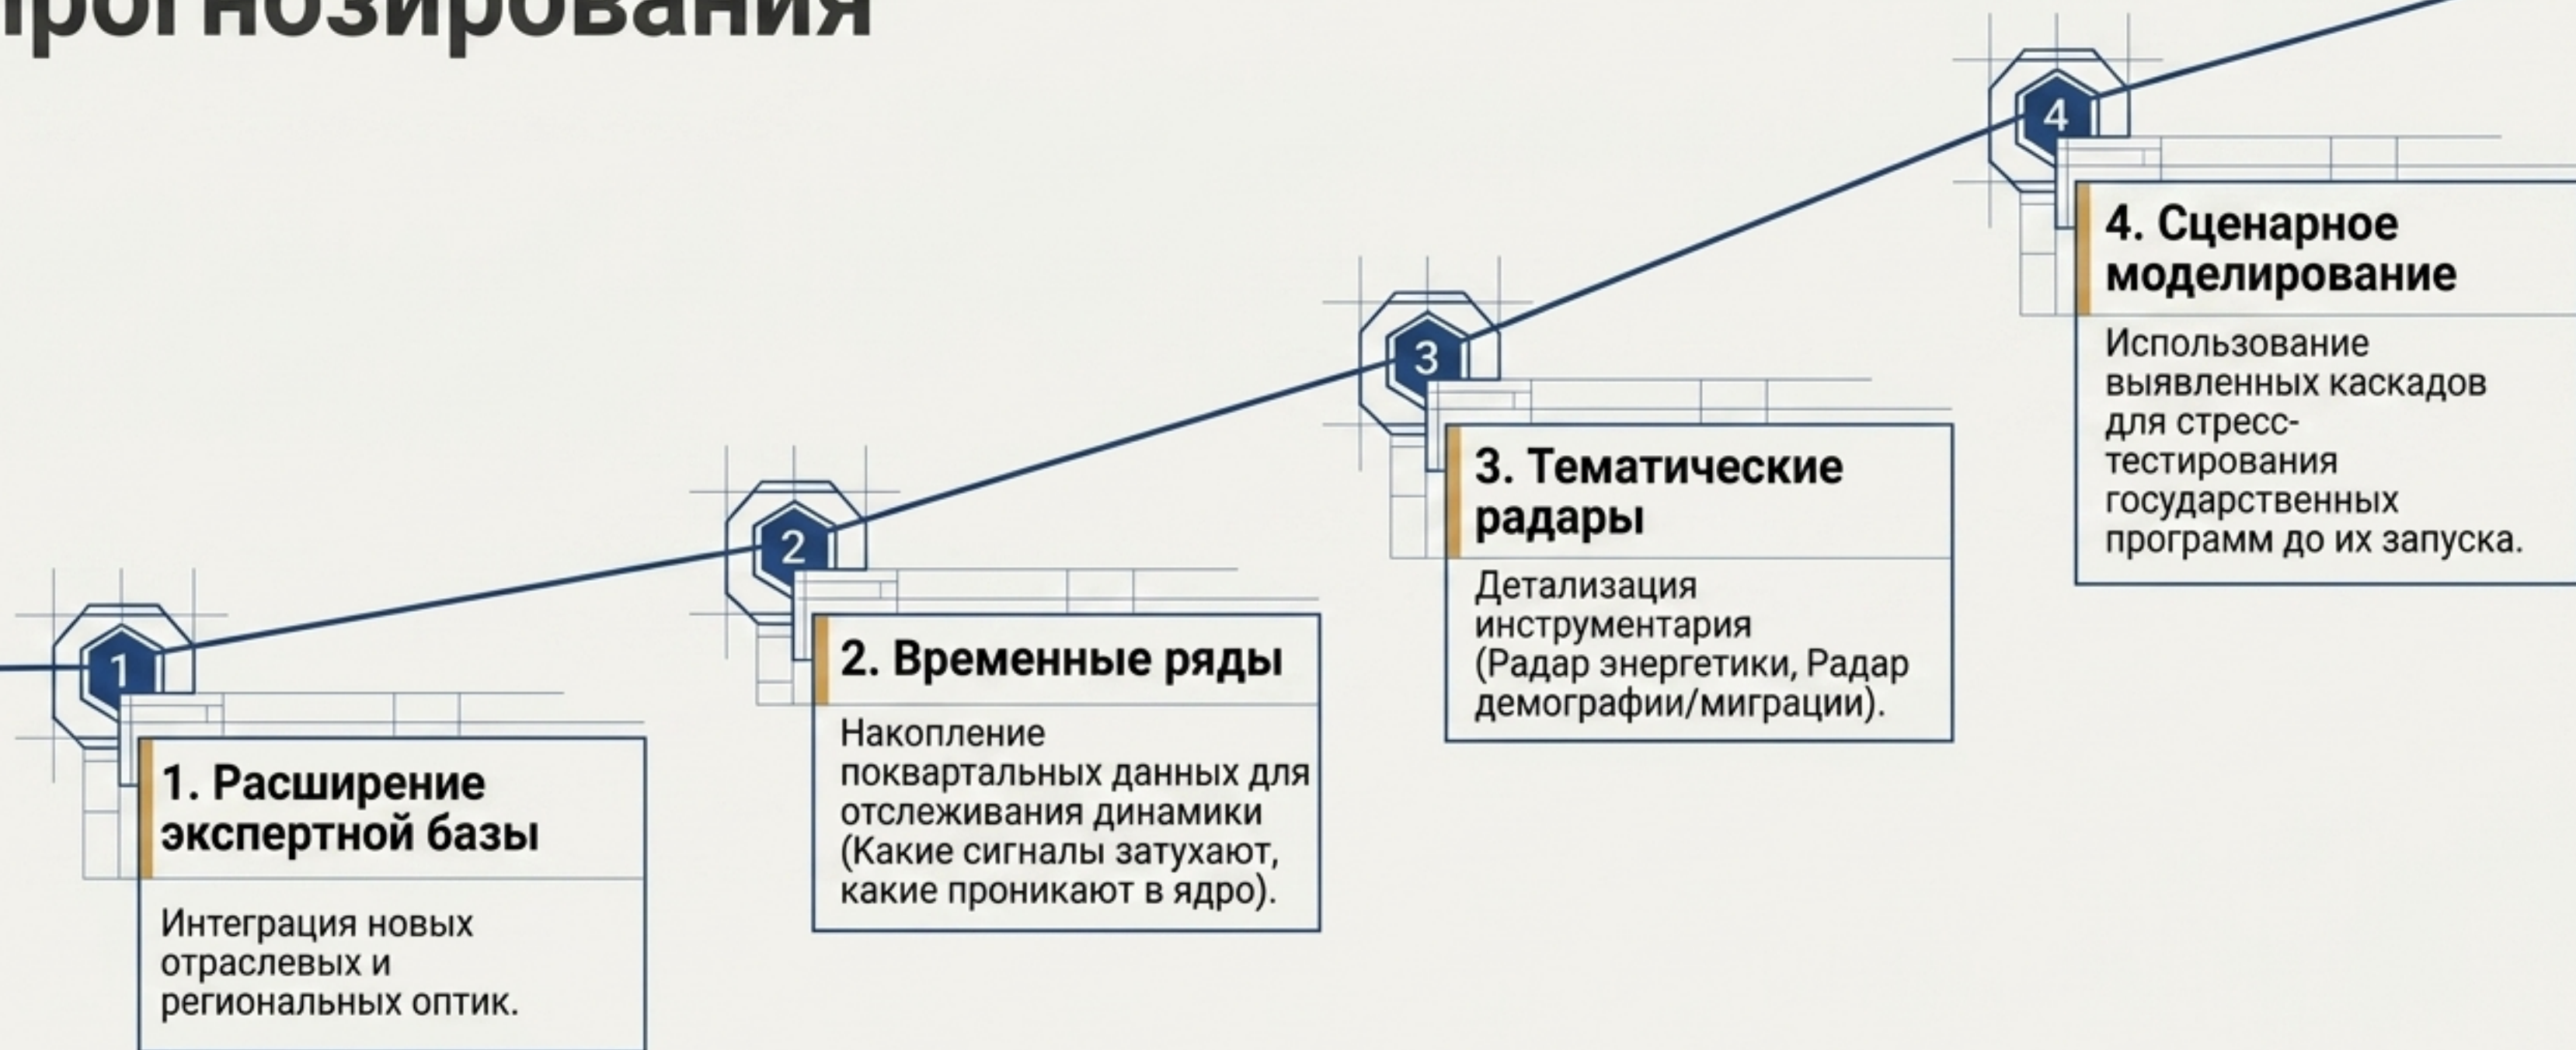 прогнозирования
1
1. Расширение
экспертной базы
Интеграция новых
отраслевых и
региональных оптик.
2
2. Временные ряды
Накопление
поквартальных данных для
отслеживания динамики
(Какие сигналы затухают,
какие проникают в ядро).
3
3. Тематические
радары
Детализация
инструментария
(Радар энергетики, Радар
демографии/миграции).
4
4. Сценарное
моделирование
Использование
выявленных каскадов
для стресс-
тестирования
государственных
программ до их запуска.